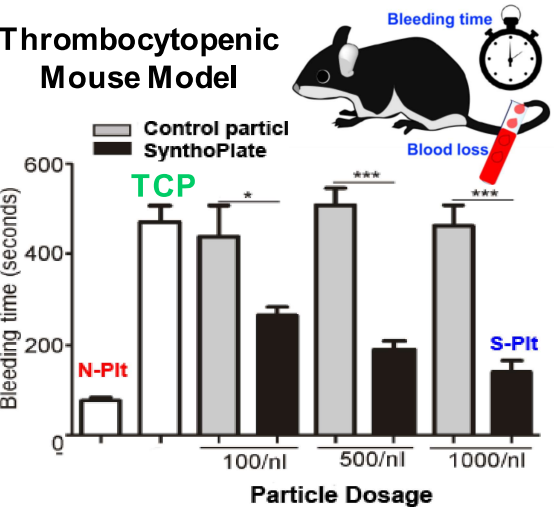 Thrombocytopenic
Mouse Model
Bleeding time
Blood loss
Control particl
SynthoPlate
Bleeding time (seconds)
600
400
200
0
N-Plt
TCP
*
***
***
S-Plt
100/nl
500/nl
1000/nl
Particle Dosage